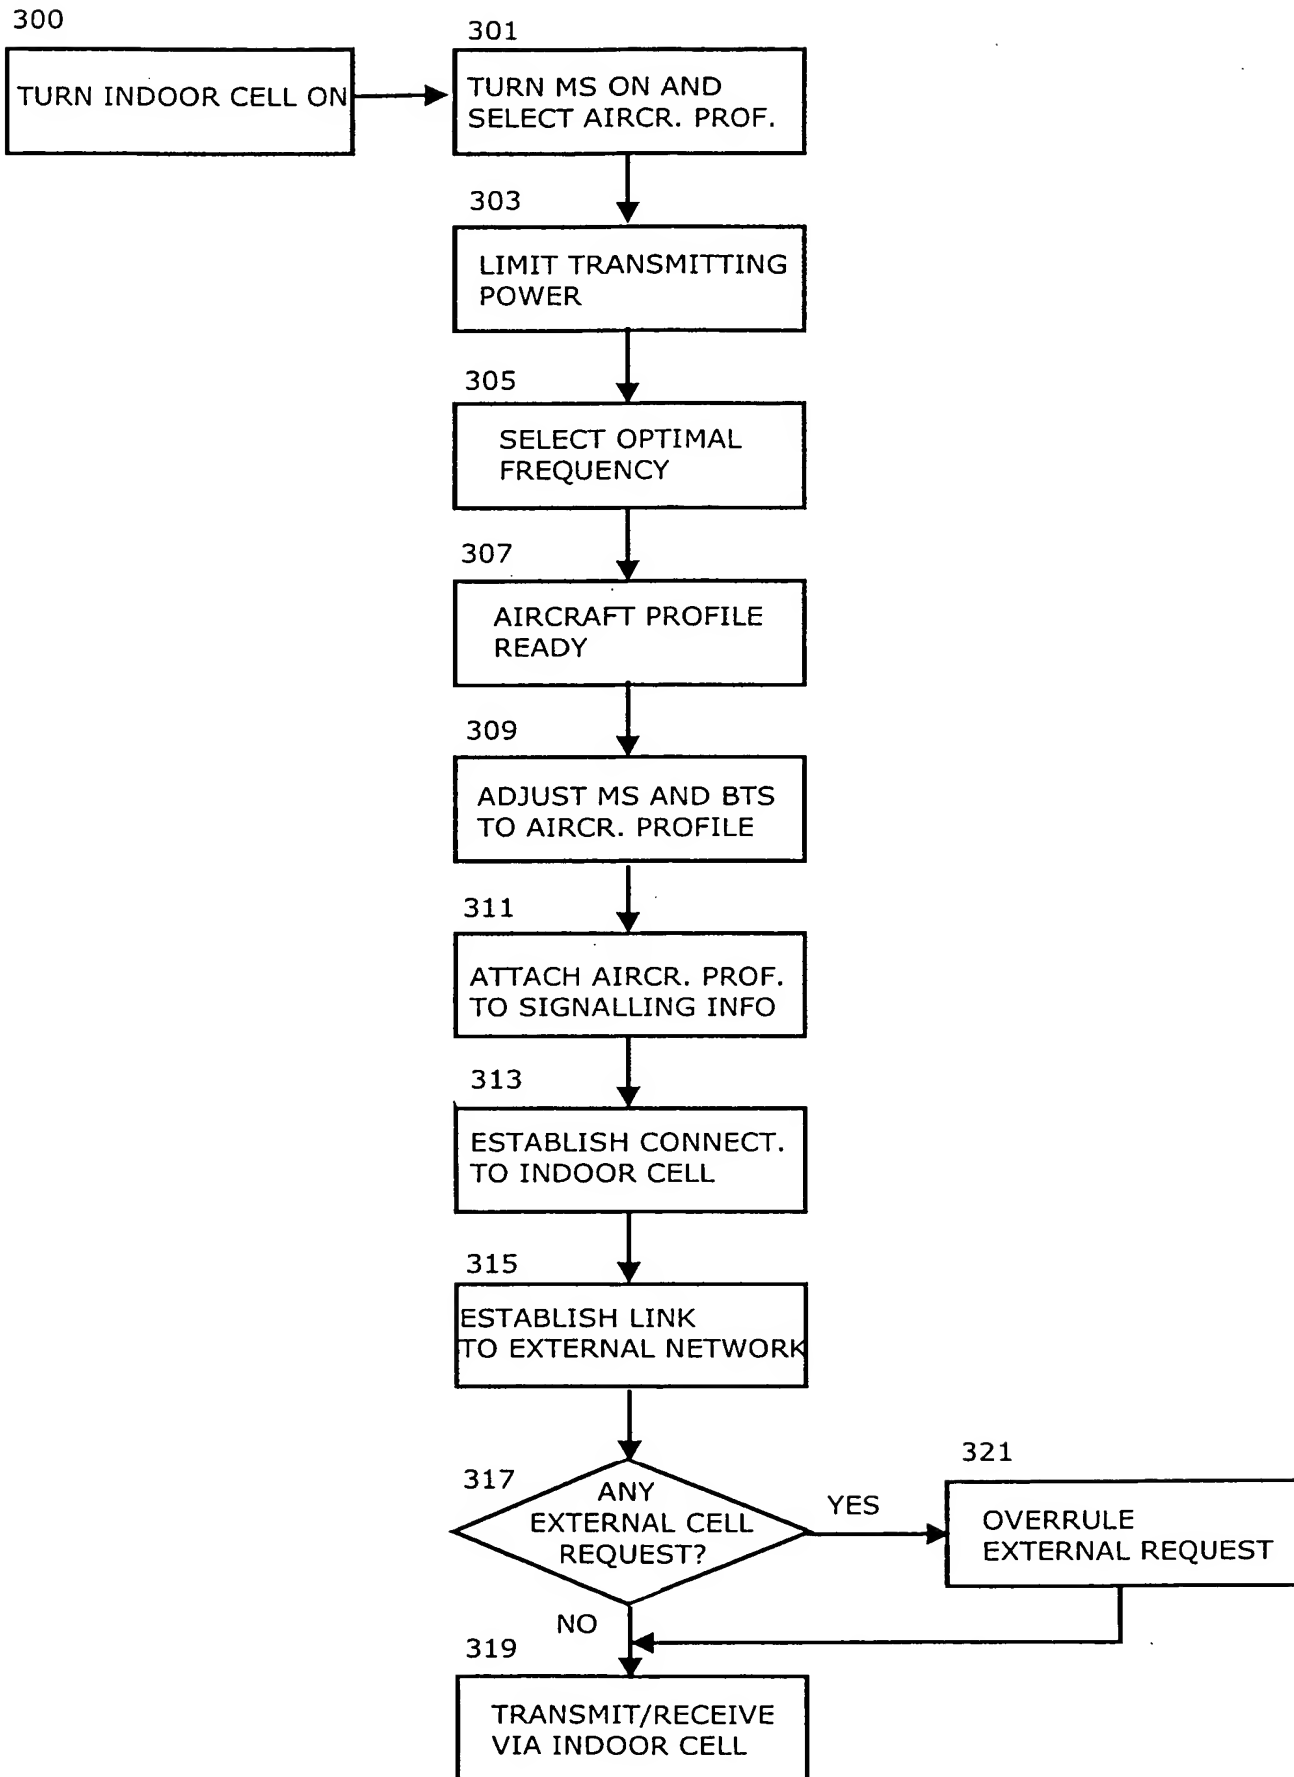 300
TURN INDOOR CELL ON
301
TURN MS ON AND
SELECT AIRCR. PROF.
303
LIMIT TRANSMITTING
POWER
305
SELECT OPTIMAL
FREQUENCY
307
AIRCRAFT PROFILE
READY
309
ADJUST MS AND BTS
TO AIRCR. PROFILE
311
ATTACH AIRCR. PROF.
TO SIGNALLING INFO
313
ESTABLISH CONNECT.
TO INDOOR CELL
315
ESTABLISH LINK
TO EXTERNAL NETWORK
317
ANY
EXTERNAL CELL
REQUEST?
YES
321
OVERRULE
EXTERNAL REQUEST
NO
319
TRANSMIT/RECEIVE
VIA INDOOR CELL